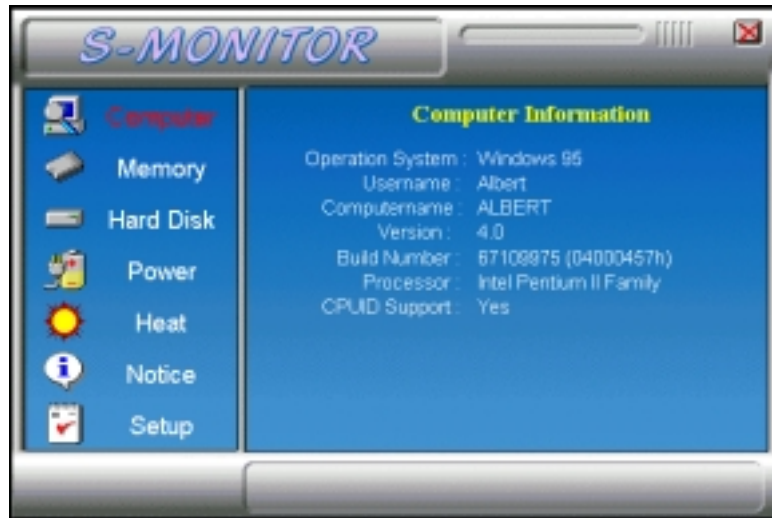 S-MONITOR
Computer
Memory
Hard Disk
Power
Heat
Notice
Setup
Computer Information
Operation System : Windows 95
Username : Albert
Computername : ALBERT
Version : 4.0
Build Number : 67109975 (04000457h)
Processor : Intel Pentium II Family
CPUID Support : Yes